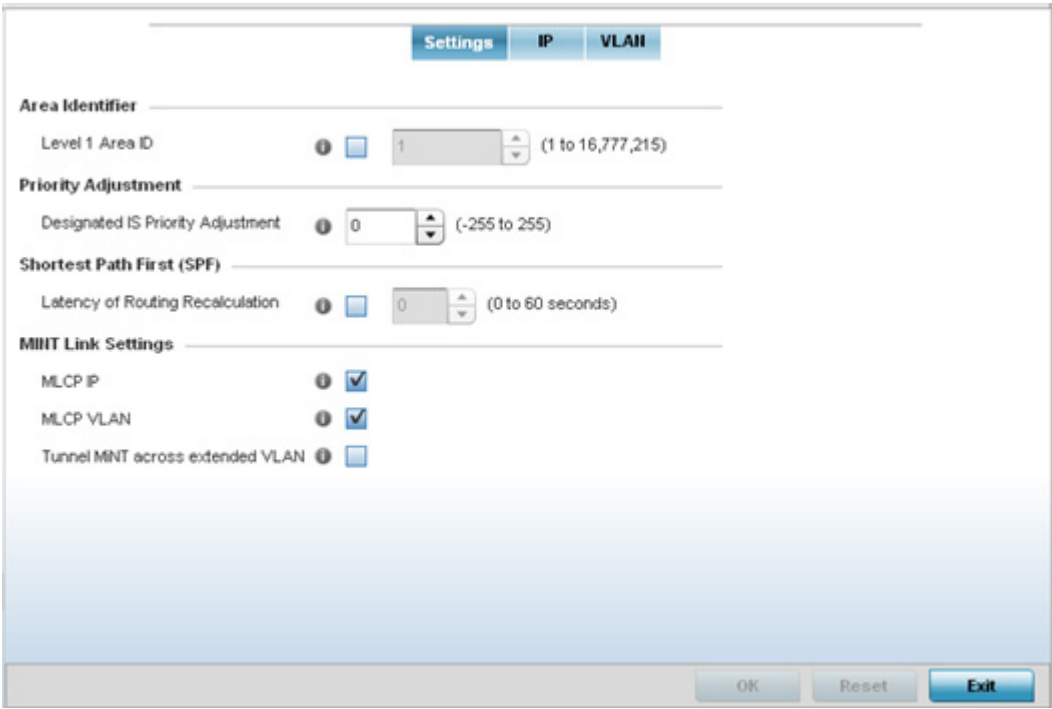 Settings IP VLAN
Area Identifier
Level 1 Area ID 1 (1 to 16,777,215)
Priority Adjustment
Designated IS Priority Adjustment 0 (-255 to 255)
Shortest Path First (SPF)
Latency of Routing Recalculation 0 (0 to 60 seconds)
MINT Link Settings
MLCP IP
MLCP VLAN
Tunnel MiNT across extended VLAN
OK Reset Exit